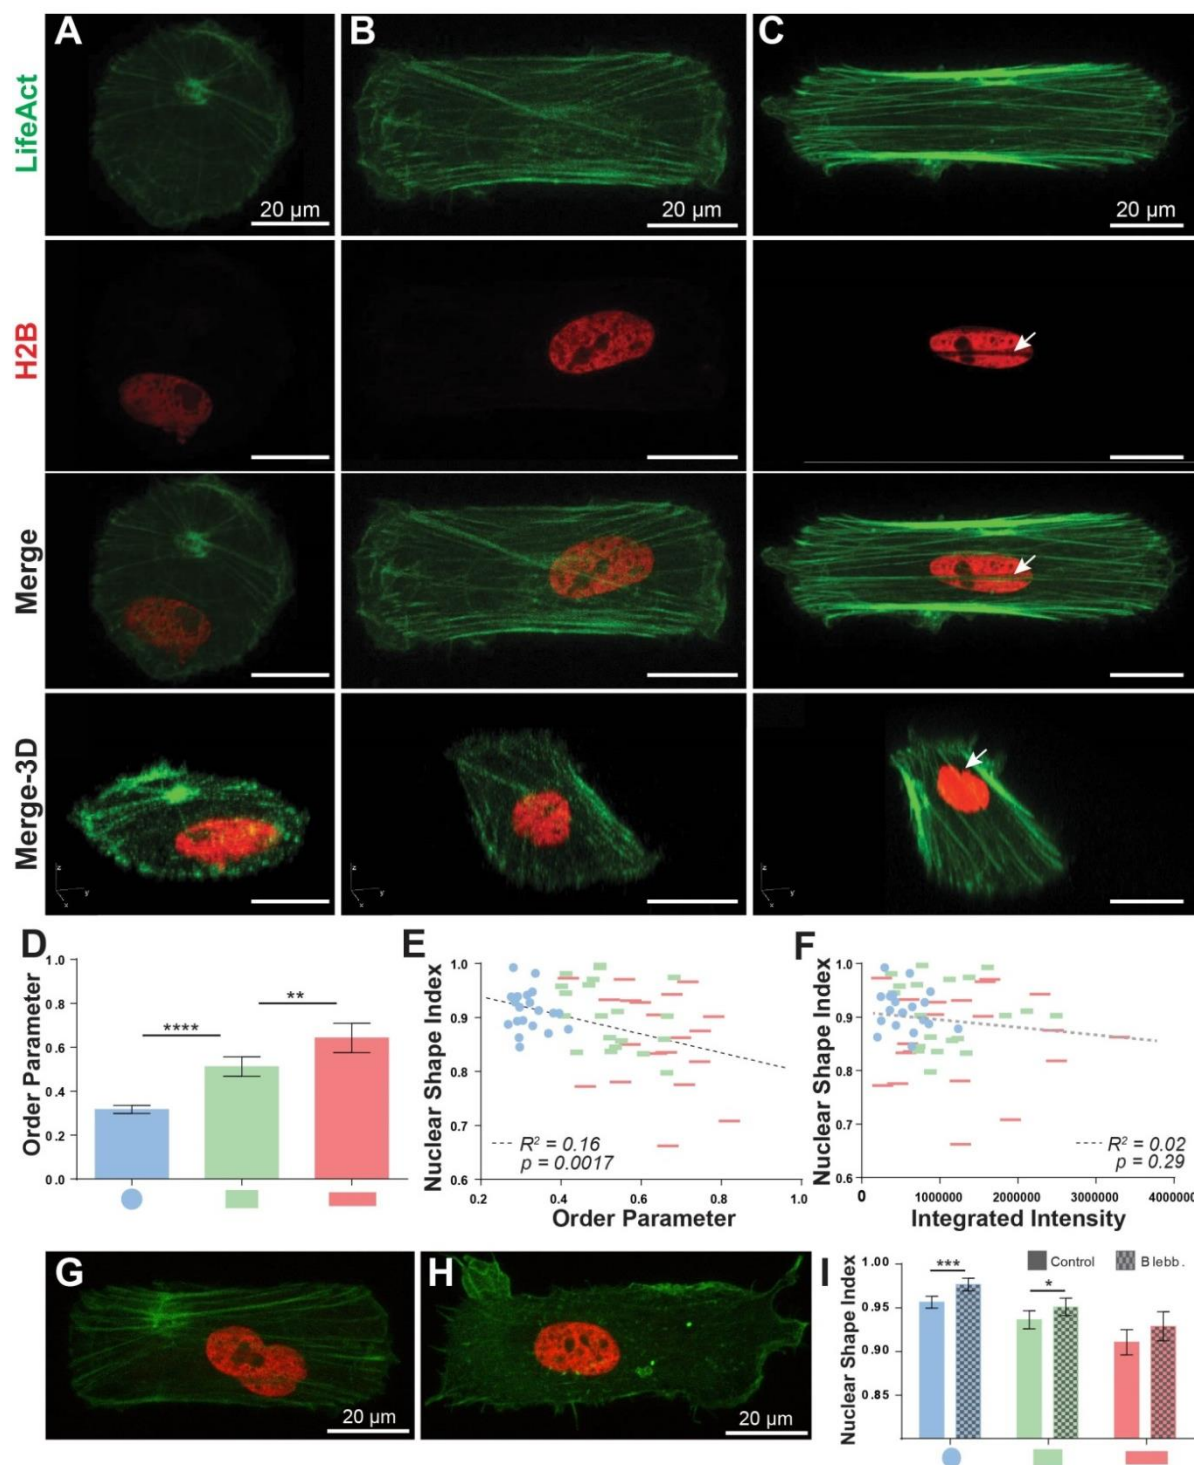 A
B
C
LifeAct
20 µm
20 µm
20 µm
H2B
Merge
Merge-3D
z
y
x
z
y
x
z
y
x
D
Order Parameter
1.0
0.8
0.6
0.4
0.2
0.0
****
**
E
Nuclear Shape Index
1.0
0.9
0.8
0.7
0.6
R² = 0.16
p = 0.0017
0.2
0.4
0.6
0.8
1.0
Order Parameter
F
Nuclear Shape Index
1.0
0.9
0.8
0.7
0.6
R² = 0.02
p = 0.29
0
1000000
2000000
3000000
4000000
Integrated Intensity
G
20 µm
H
20 µm
I
Nuclear Shape Index
1.00
0.95
0.90
0.85
Control
Blebb.
***
*